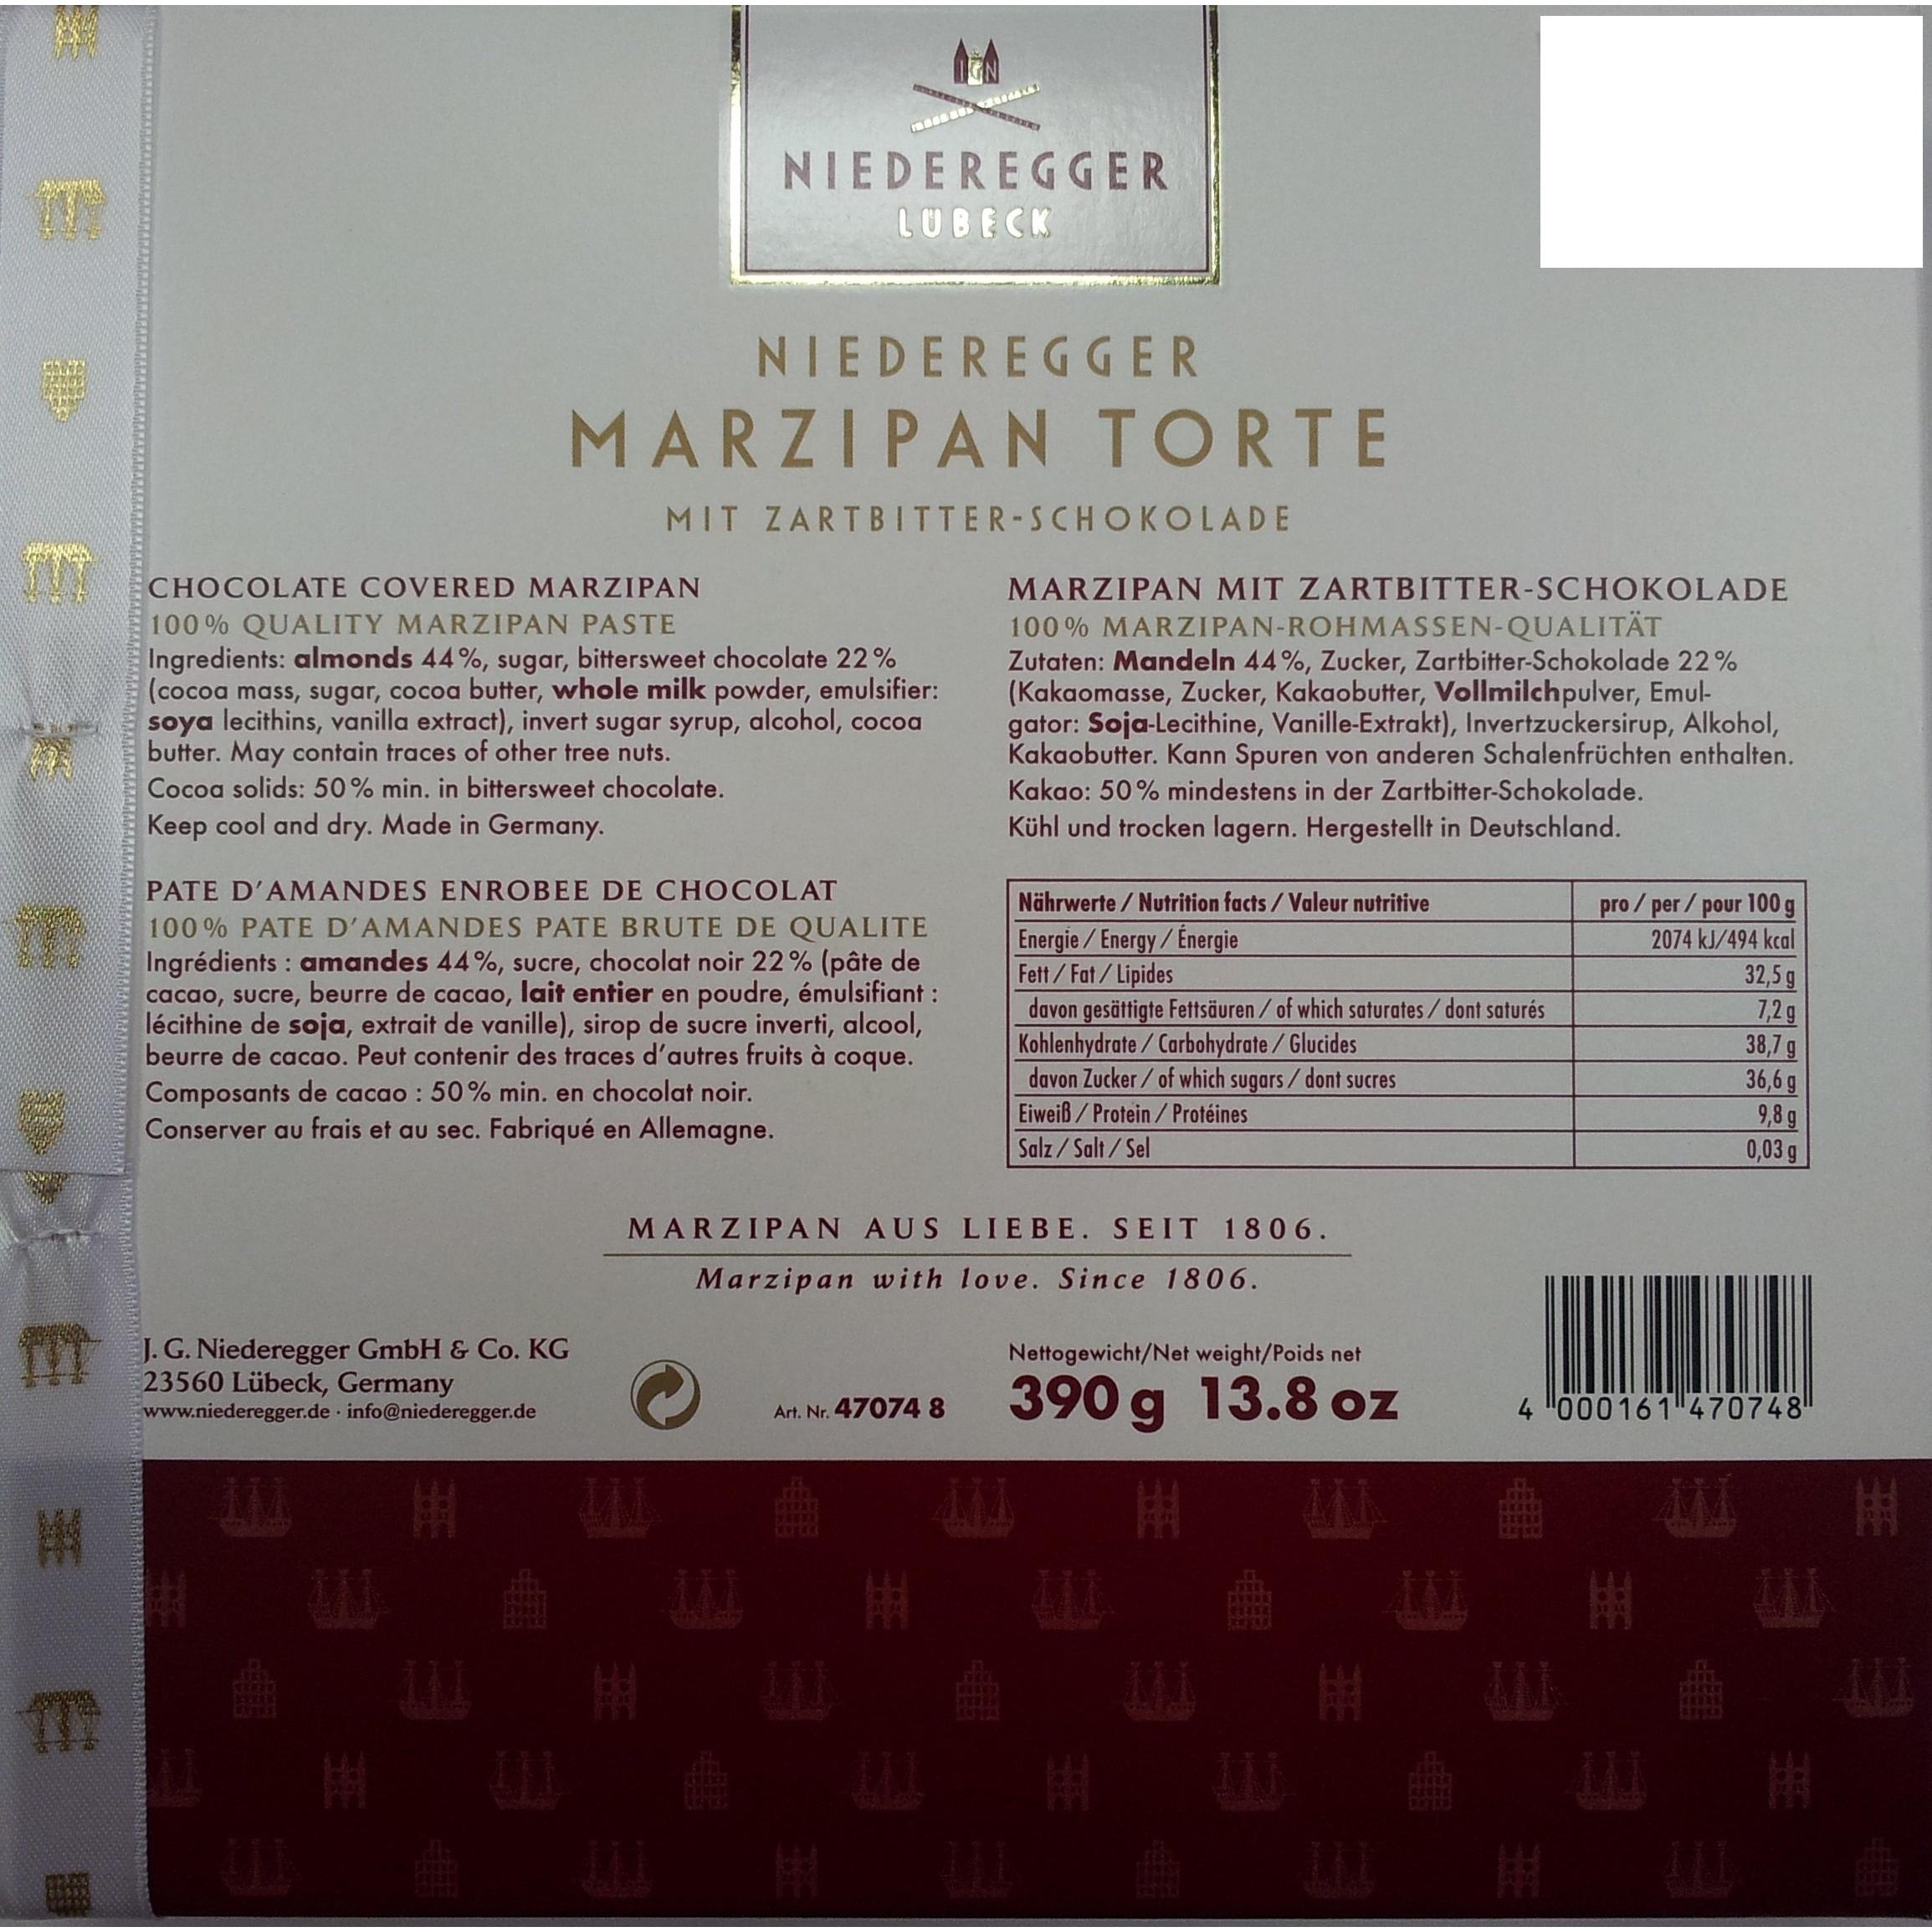 NIEDEREGGER
LÜBECK
NIEDEREGGER
MARZIPAN TORTE
MIT ZARTBITTER-SCHOKOLADE
CHOCOLATE COVERED MARZIPAN
100% QUALITY MARZIPAN PASTE
Ingredients: almonds 44%, sugar, bittersweet chocolate 22%
(cocoa mass, sugar, cocoa butter, whole milk powder, emulsifier:
soya lecithins, vanilla extract), invert sugar syrup, alcohol, cocoa
butter. May contain traces of other tree nuts.
Cocoa solids: 50% min. in bittersweet chocolate.
Keep cool and dry. Made in Germany.
PATE D'AMANDES ENROBEE DE CHOCOLAT
100% PATE D'AMANDES PATE BRUTE DE QUALITE
Ingrédients : amandes 44%, sucre, chocolat noir 22% (pâte de
cacao, sucre, beurre de cacao, lait entier en poudre, émulsifiant :
lécithine de soja, extrait de vanille), sirop de sucre inverti, alcool,
beurre de cacao. Peut contenir des traces d'autres fruits à coque.
Composants de cacao : 50% min. en chocolat noir.
Conserver au frais et au sec. Fabriqué en Allemagne.
MARZIPAN MIT ZARTBITTER-SCHOKOLADE
100% MARZIPAN-ROHMASSEN-QUALITÄT
Zutaten: Mandeln 44%, Zucker, Zartbitter-Schokolade 22%
(Kakaomasse, Zucker, Kakaobutter, Vollmilchpulver, Emul-
gator: Soja-Lecithine, Vanille-Extrakt), Invertzuckersirup, Alkohol,
Kakaobutter. Kann Spuren von anderen Schalenfrüchten enthalten.
Kakao: 50% mindestens in der Zartbitter-Schokolade.
Kühl und trocken lagern. Hergestellt in Deutschland.
Nährwerte / Nutrition facts / Valeur nutritive pro / per / pour 100 g
Energie / Energy / Énergie 2074 kJ/494 kcal
Fett / Fat / Lipides 32,5 g
davon gesättigte Fettsäuren / of which saturates / dont saturés 7,2 g
Kohlenhydrate / Carbohydrate / Glucides 38,7 g
davon Zucker / of which sugars / dont sucres 36,6 g
Eiweiß / Protein / Protéines 9,8 g
Salz / Salt / Sel 0,03 g
MARZIPAN AUS LIEBE. SEIT 1806.
Marzipan with love. Since 1806.
J. G. Niederegger GmbH & Co. KG
23560 Lübeck, Germany
www.niederegger.de · info@niederegger.de
Art. Nr. 47074 8
Nettogewicht/Net weight/Poids net
390 g 13.8 oz
4 000161 470748